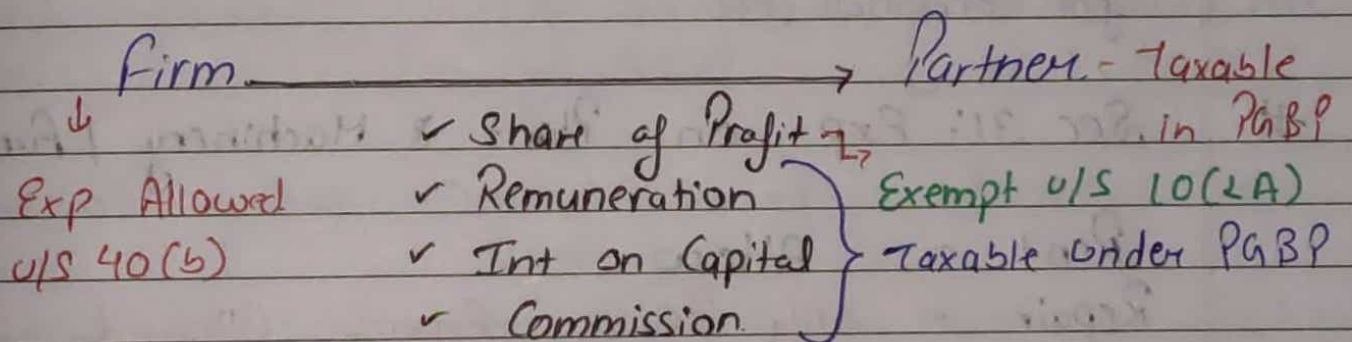 Firm → Partner - Taxable
↓ ✓ Share of Profit ↳ in PGBP
Exp Allowed ✓ Remuneration Exempt U/S 10(2A)
U/S 40(b) ✓ Int on Capital } Taxable Under PGBP
✓ Commission